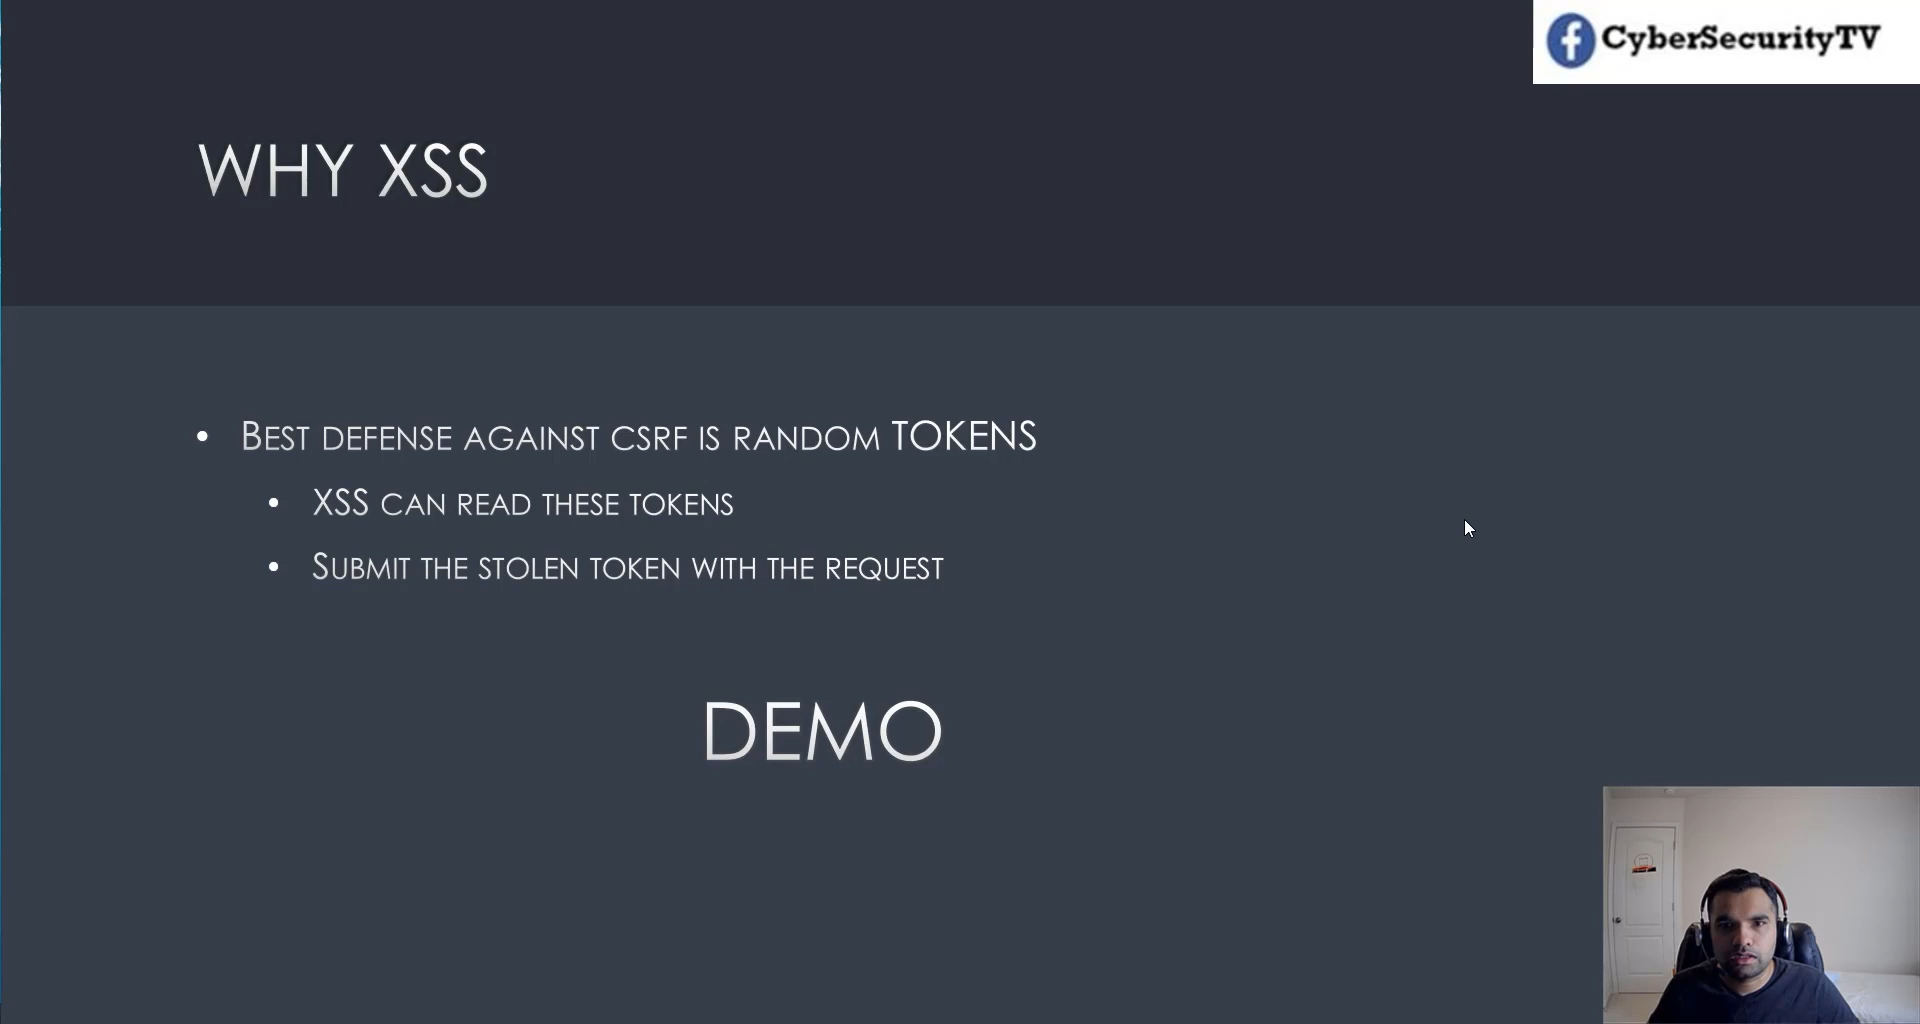 CyberSecurityTV
WHY XSS
• BEST DEFENSE AGAINST CSRF IS RANDOM TOKENS
• XSS CAN READ THESE TOKENS
• SUBMIT THE STOLEN TOKEN WITH THE REQUEST
DEMO